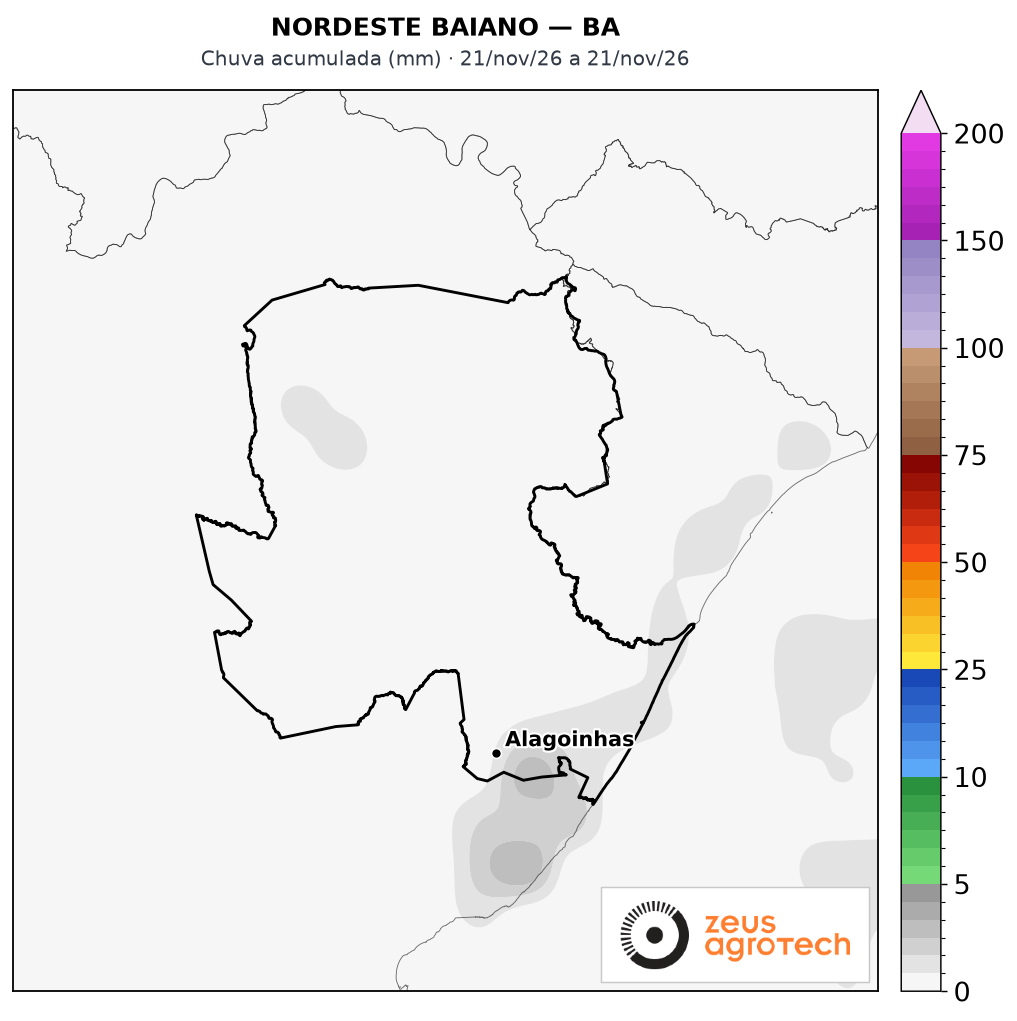 NORDESTE BAIANO — BA
Chuva acumulada (mm) · 21/nov/26 a 21/nov/26
200
150
100
75
50
25
10
5
0
Alagoinhas
zeus
agrotech